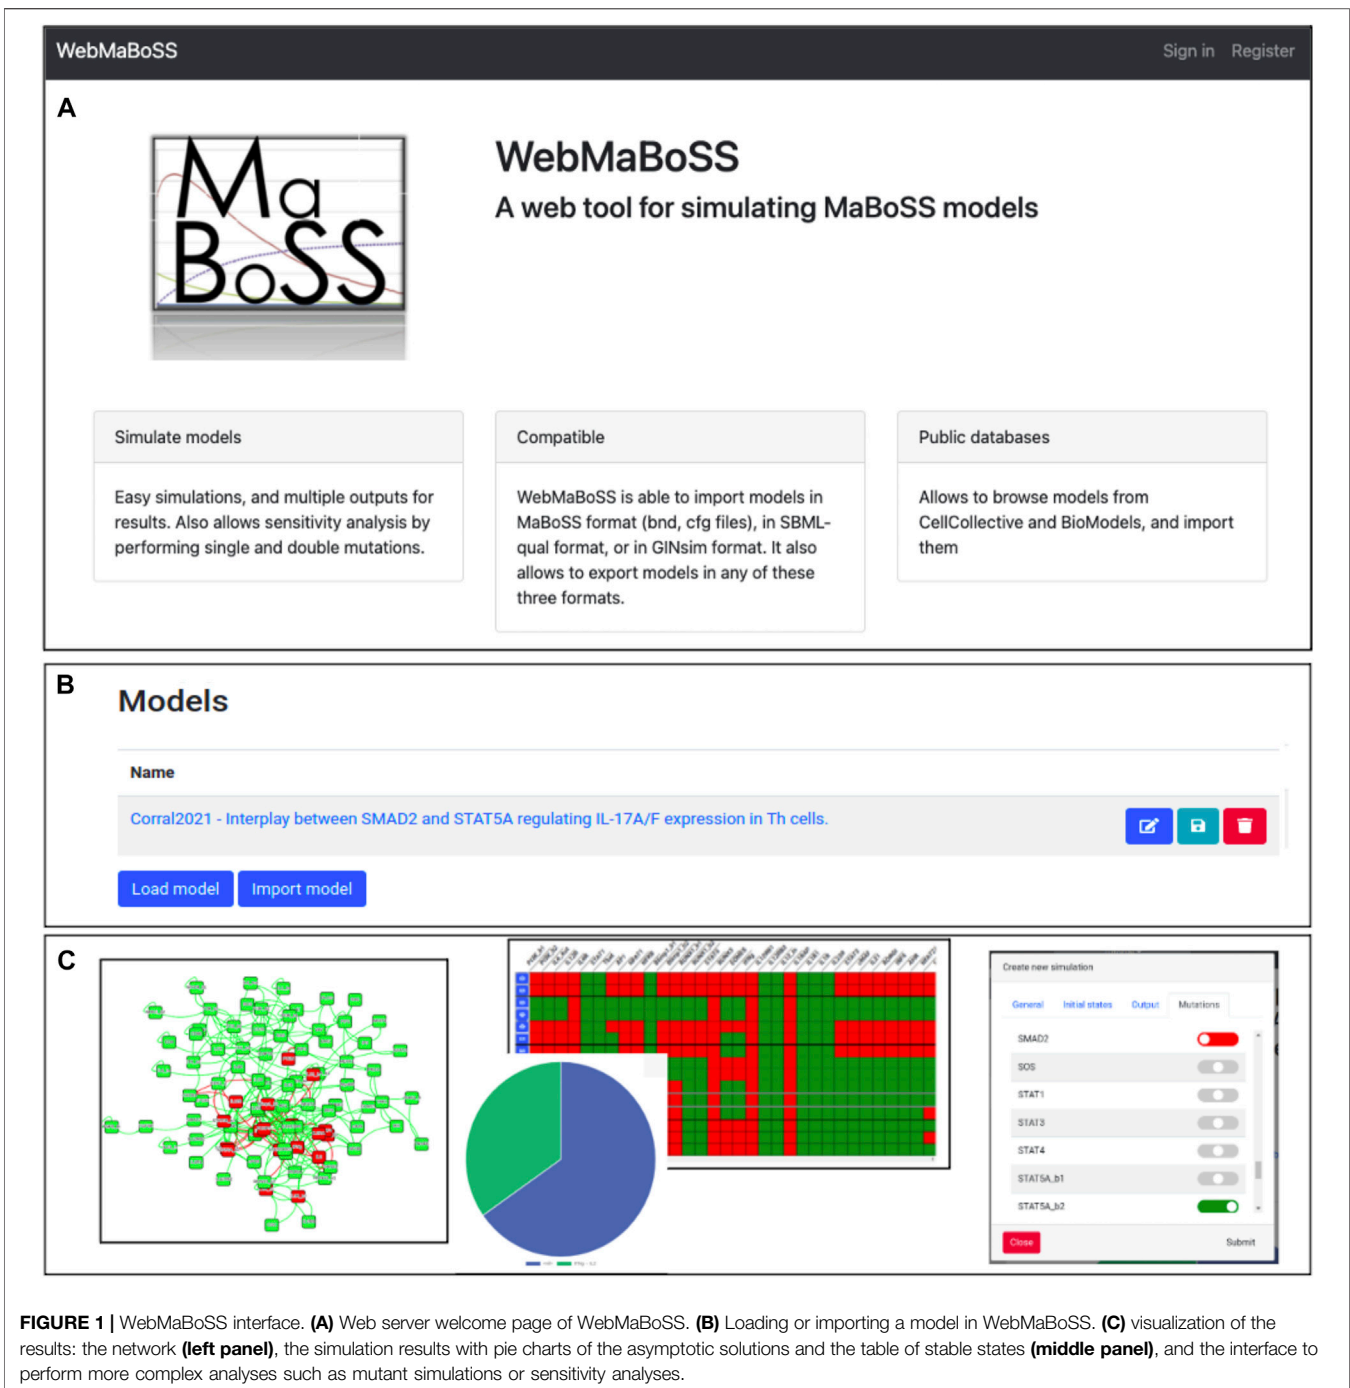 WebMaBoSS
Sign in Register
A
Ma
BoSS
WebMaBoSS
A web tool for simulating MaBoSS models
Simulate models
Easy simulations, and multiple outputs for
results. Also allows sensitivity analysis by
performing single and double mutations.
Compatible
WebMaBoSS is able to import models in
MaBoSS format (bnd, cfg files), in SBML-
qual format, or in GINsim format. It also
allows to export models in any of these
three formats.
Public databases
Allows to browse models from
CellCollective and BioModels, and import
them
B
Models
Name
Corral2021 - Interplay between SMAD2 and STAT5A regulating IL-17A/F expression in Th cells.
Load model Import model
C
Create new simulation
General Initial states Output Mutations
SMAD2
SOS
STAT1
STAT3
STAT4
STAT5A_b1
STAT5A_b2
Close Submit
FIGURE 1 | WebMaBoSS interface. (A) Web server welcome page of WebMaBoSS. (B) Loading or importing a model in WebMaBoSS. (C) visualization of the
results: the network (left panel), the simulation results with pie charts of the asymptotic solutions and the table of stable states (middle panel), and the interface to
perform more complex analyses such as mutant simulations or sensitivity analyses.